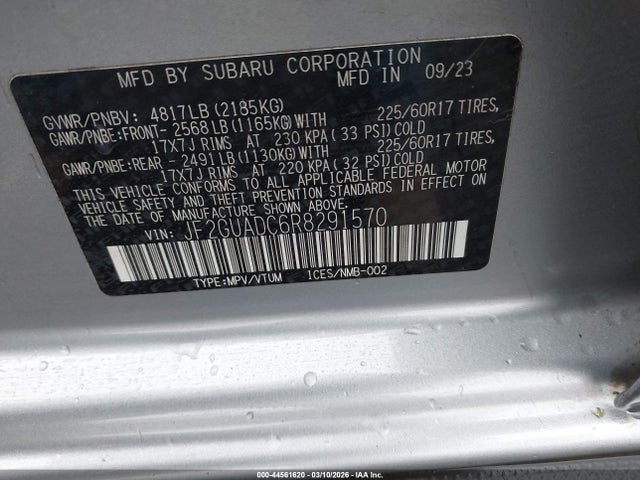 MFD BY SUBARU CORPORATION
MFD IN 09/23
GVWR/PNBV: 4817LB(2185KG)
GAWR/PNBE:FRONT- 2568LB(1165KG)WITH 225/60R17 TIRES,
17X7J RIMS AT 230 KPA(33 PSI)COLD
GAWR/PNBE:REAR - 2491LB(1130KG)WITH 225/60R17 TIRES,
17X7J RIMS AT 220 KPA(32 PSI)COLD
THIS VEHICLE CONFORMS TO ALL APPLICABLE FEDERAL MOTOR
VEHICLE SAFETY AND THEFT PREVENTION STANDARDS IN EFFECT
ON THE DATE OF MANUFACTURE SHOWN ABOVE.
VIN: JF2GUADC6R8291570
TYPE:MPV/VTUM ICES/NMB-002
000-44561620 - 03/10/2026 - IAA Inc.